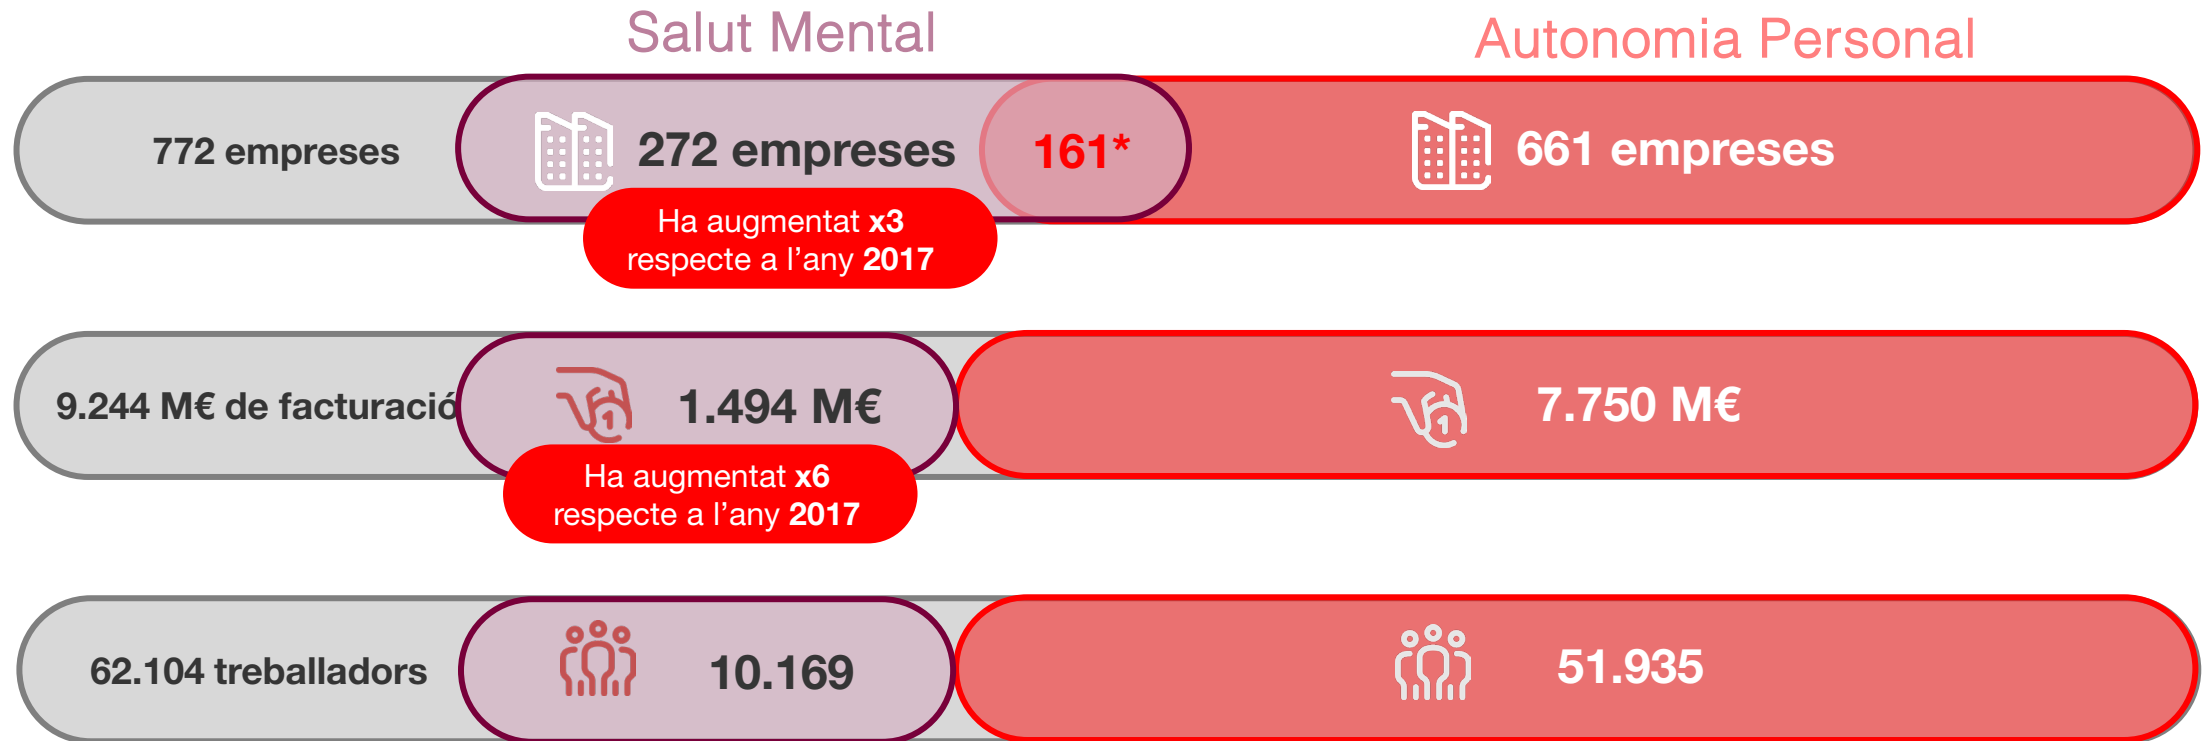 Salut Mental
Autonomia Personal
772 empreses
272 empreses
161*
661 empreses
Ha augmentat x3
respecte a l’any 2017
9.244 M€ de facturació
1.494 M€
7.750 M€
Ha augmentat x6
respecte a l’any 2017
62.104 treballadors
10.169
51.935